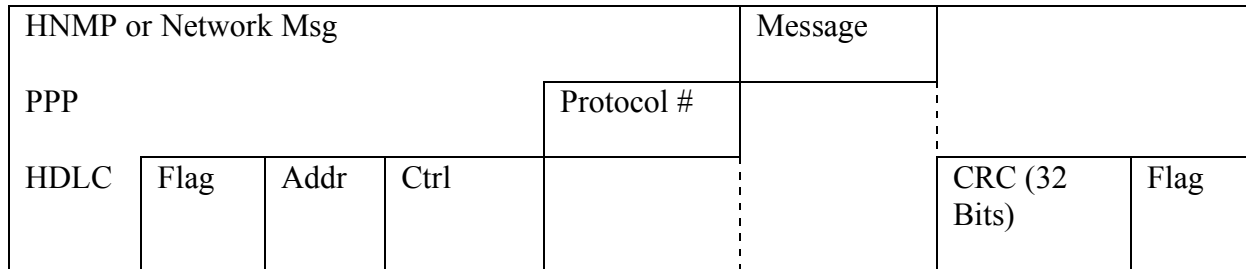 HNMP or Network Msg
Message
PPP
Protocol #
HDLC
Flag
Addr
Ctrl
CRC (32
Bits)
Flag